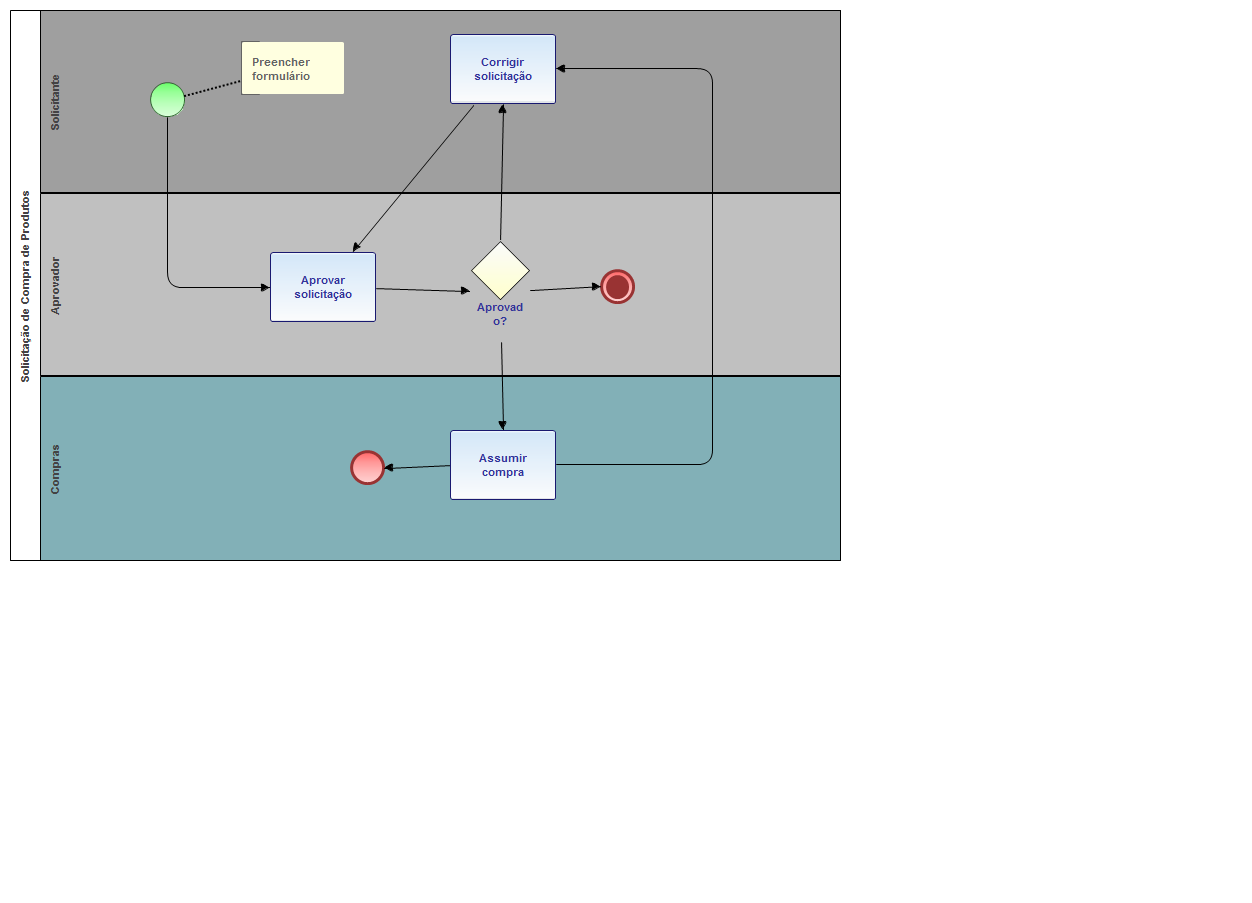 Solicitação de Compra de Produtos
Solicitante
Preencher
formulário
Corrigir
solicitação
Aprovador
Aprovar
solicitação
Aprovad
o?
Compras
Assumir
compra